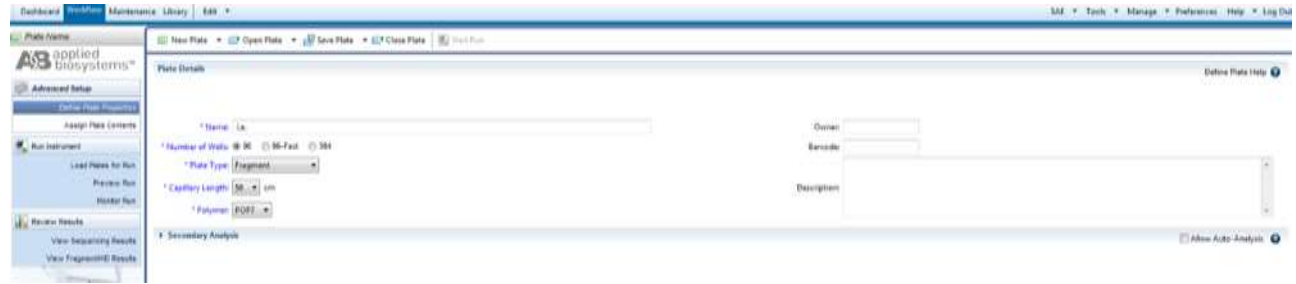 Dashboard Workflow Maintenance Library Edit
SAE Tools Manage Preferences Help Log Out
Plate Name
New Plate Open Plate Save Plate Close Plate Start Run
AB applied biosystems™
Plate Details
Define Plate Help
Advanced Setup
Define Plate Properties
Assign Plate Contents
* Name:
Owner:
Run Instrument
* Number of Wells: 96 96-Fast 384
Barcode:
Load Plates for Run
* Plate Type: Fragment
Preview Run
* Capillary Length: 50 cm
Description:
Monitor Run
* Polymer: POP7
Review Results
Secondary Analysis
Allow Auto-Analysis
View Sequencing Results
View Fragment/HID Results